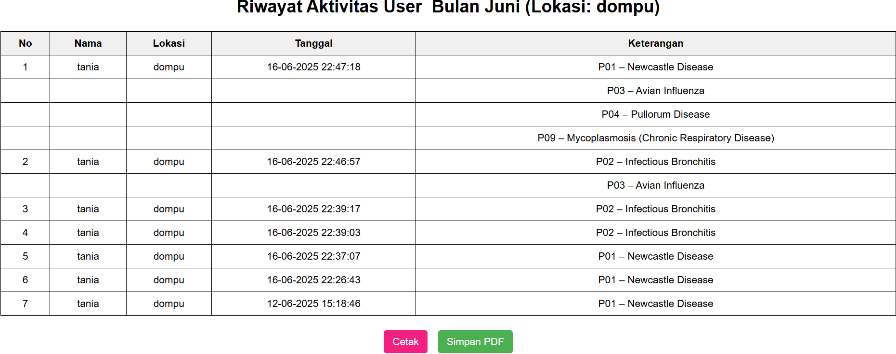 Riwayat Aktivitas User Bulan Juni (Lokasi: dompu)
No Nama Lokasi Tanggal Keterangan
1 tania dompu 16-06-2025 22:47:18 P01 – Newcastle Disease
P03 – Avian Influenza
P04 – Pullorum Disease
P09 – Mycoplasmosis (Chronic Respiratory Disease)
2 tania dompu 16-06-2025 22:46:57 P02 – Infectious Bronchitis
P03 – Avian Influenza
3 tania dompu 16-06-2025 22:39:17 P02 – Infectious Bronchitis
4 tania dompu 16-06-2025 22:39:03 P02 – Infectious Bronchitis
5 tania dompu 16-06-2025 22:37:07 P01 – Newcastle Disease
6 tania dompu 16-06-2025 22:26:43 P01 – Newcastle Disease
7 tania dompu 12-06-2025 15:18:46 P01 – Newcastle Disease
Cetak Simpan PDF